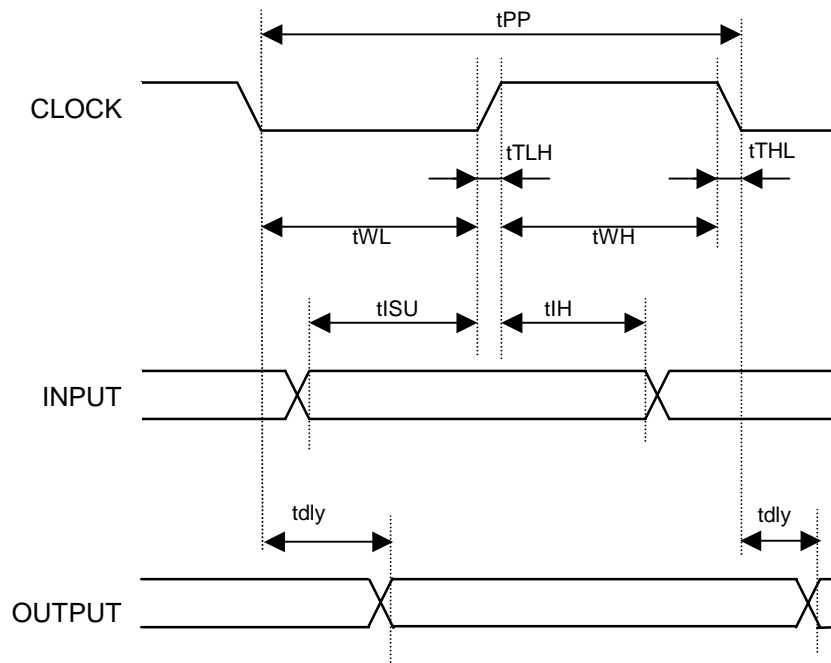 tPP
CLOCK
tTLH
tTHL
tWL
tWH
tISU
tIH
INPUT
tdly
tdly
OUTPUT